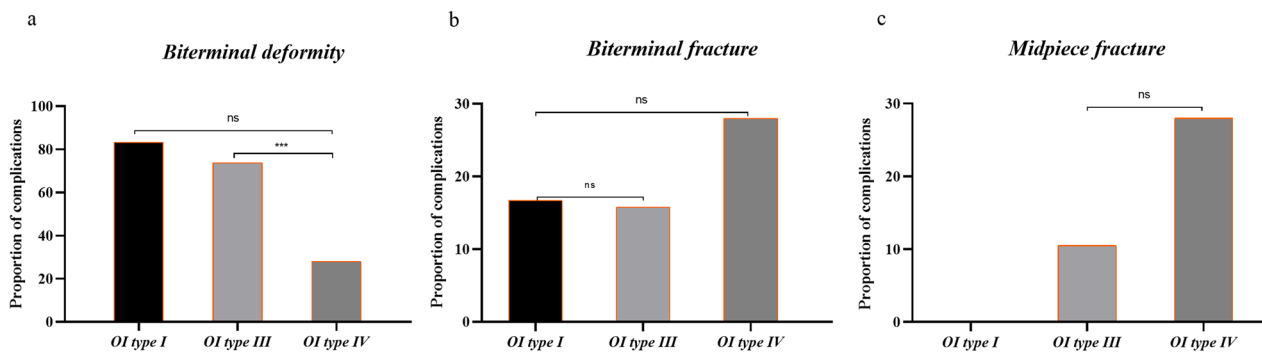 a
Biterminal deformity
Proportion of complications
100
80
60
40
20
0
ns
***
OI type I OI type III OI type IV
b
Biterminal fracture
Proportion of complications
30
20
10
0
ns
ns
OI type I OI type III OI type IV
c
Midpiece fracture
Proportion of complications
30
20
10
0
ns
OI type I OI type III OI type IV